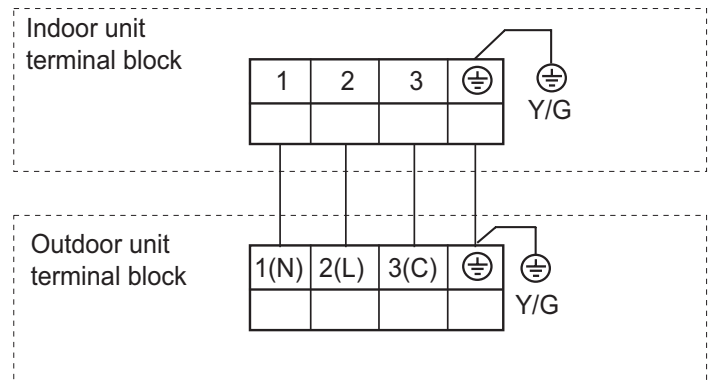 Indoor unit
terminal block
1 2 3
Y/G
Outdoor unit
terminal block
1(N) 2(L) 3(C)
Y/G